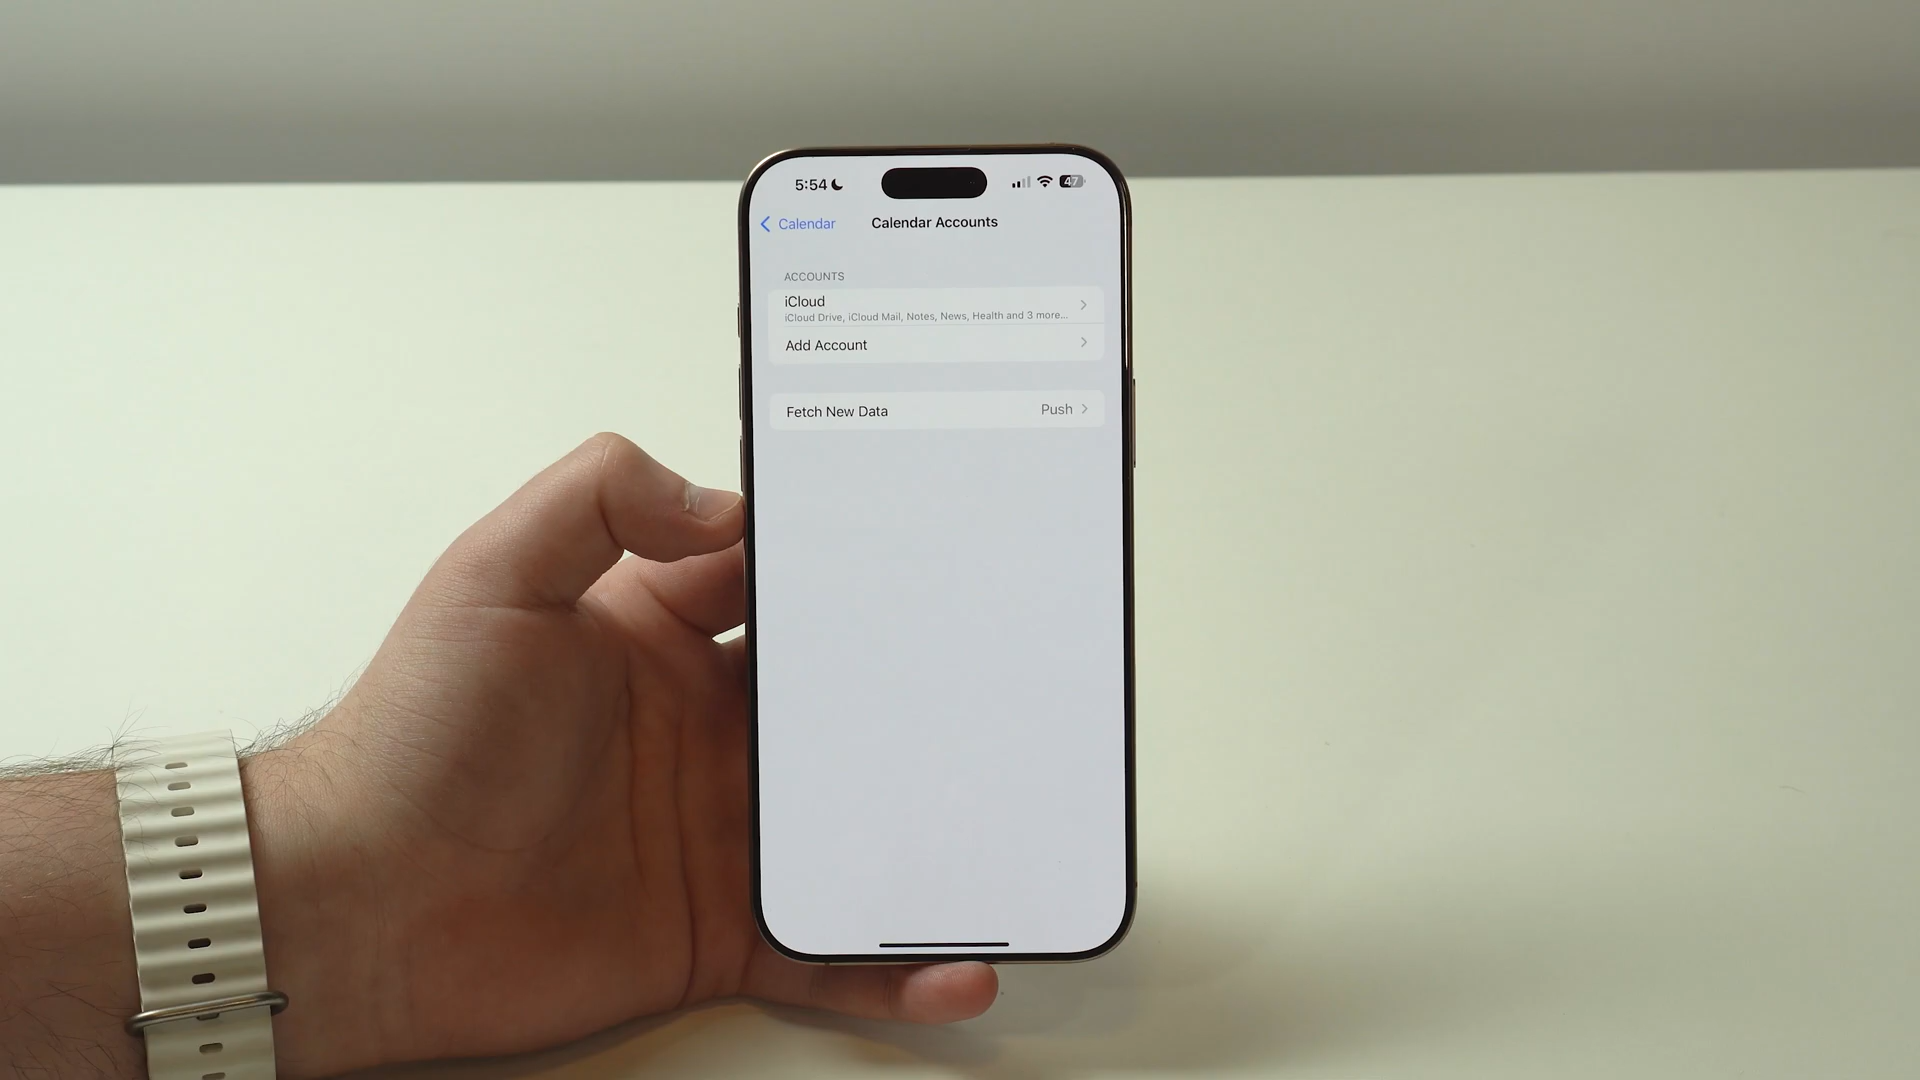 5:54
47
Calendar
Calendar Accounts
ACCOUNTS
iCloud
iCloud Drive, iCloud Mail, Notes, News, Health and 3 more...
Add Account
Fetch New Data
Push